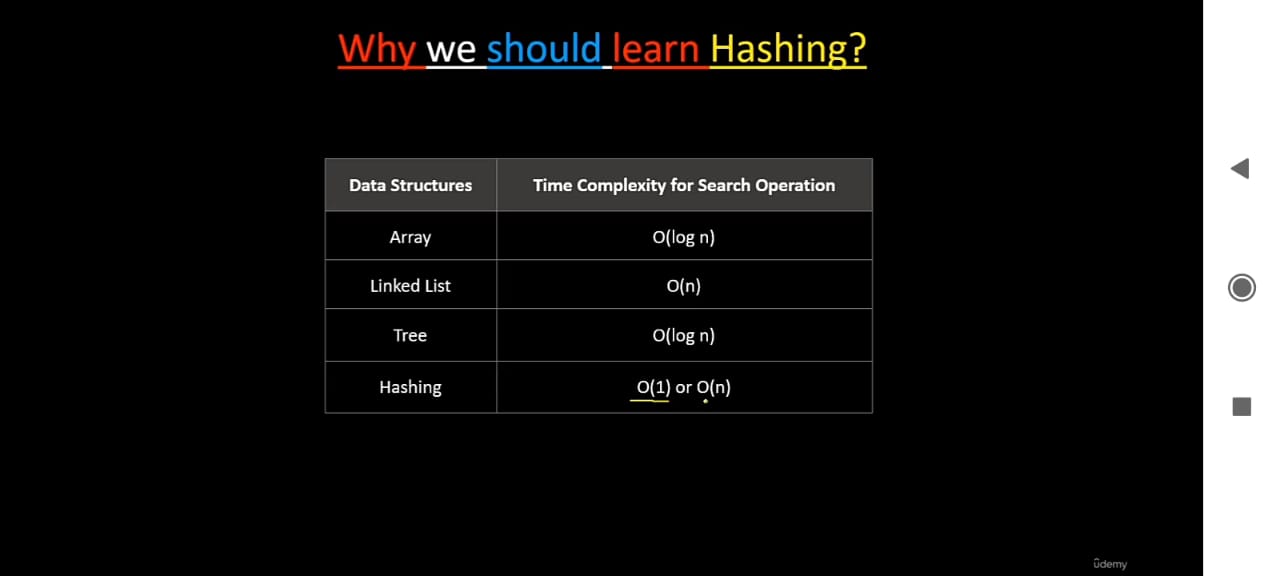 Why we should learn Hashing?
Data Structures Time Complexity for Search Operation
Array O(log n)
Linked List O(n)
Tree O(log n)
Hashing O(1) or O(n)
ûdemy